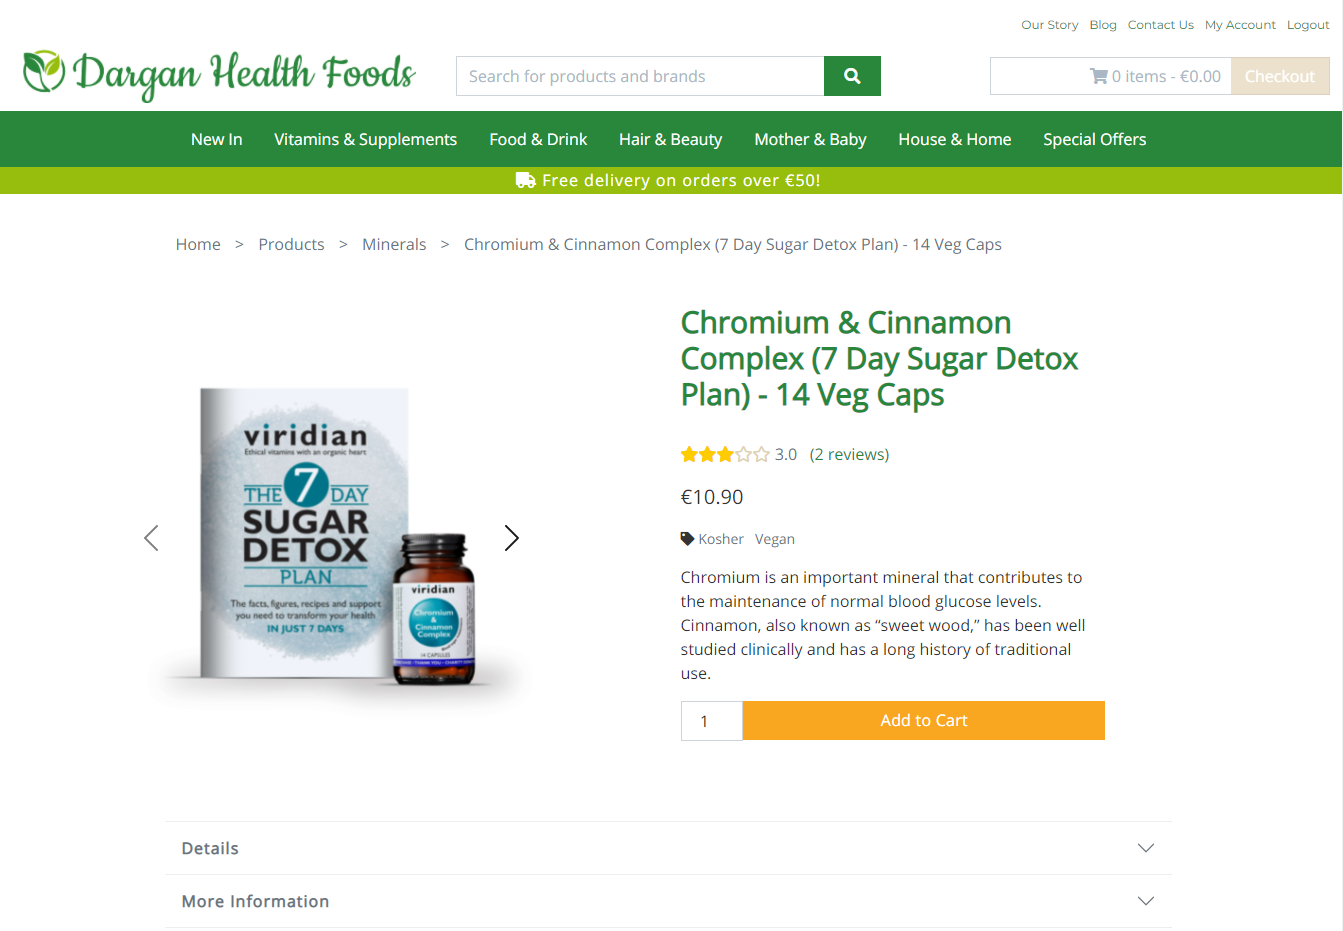 Our Story Blog Contact Us My Account Logout
Dargan Health Foods
Search for products and brands
0 items - €0.00 Checkout
New In Vitamins & Supplements Food & Drink Hair & Beauty Mother & Baby House & Home Special Offers
Free delivery on orders over €50!
Home > Products > Minerals > Chromium & Cinnamon Complex (7 Day Sugar Detox Plan) - 14 Veg Caps
viridian
Ethical vitamins with an organic heart
THE 7 DAY
SUGAR
DETOX
PLAN
The facts, figures, recipes and support
you need to transform your health
IN JUST 7 DAYS
viridian
Chromium
&
Cinnamon
Complex
14 CAPSULES
Chromium & Cinnamon
Complex (7 Day Sugar Detox
Plan) - 14 Veg Caps
3.0 (2 reviews)
€10.90
Kosher Vegan
Chromium is an important mineral that contributes to
the maintenance of normal blood glucose levels.
Cinnamon, also known as “sweet wood,” has been well
studied clinically and has a long history of traditional
use.
1 Add to Cart
Details
More Information